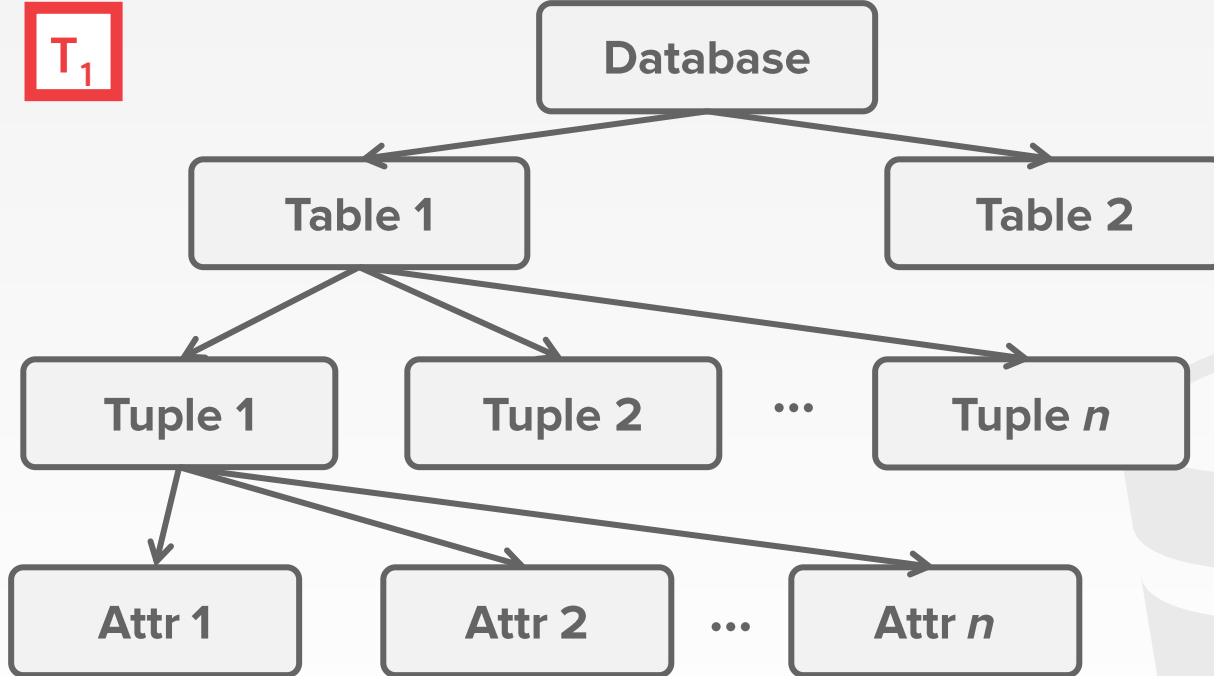 T1
Database
Table 1
Table 2
Tuple 1
Tuple 2
...
Tuple n
Attr 1
Attr 2
...
Attr n